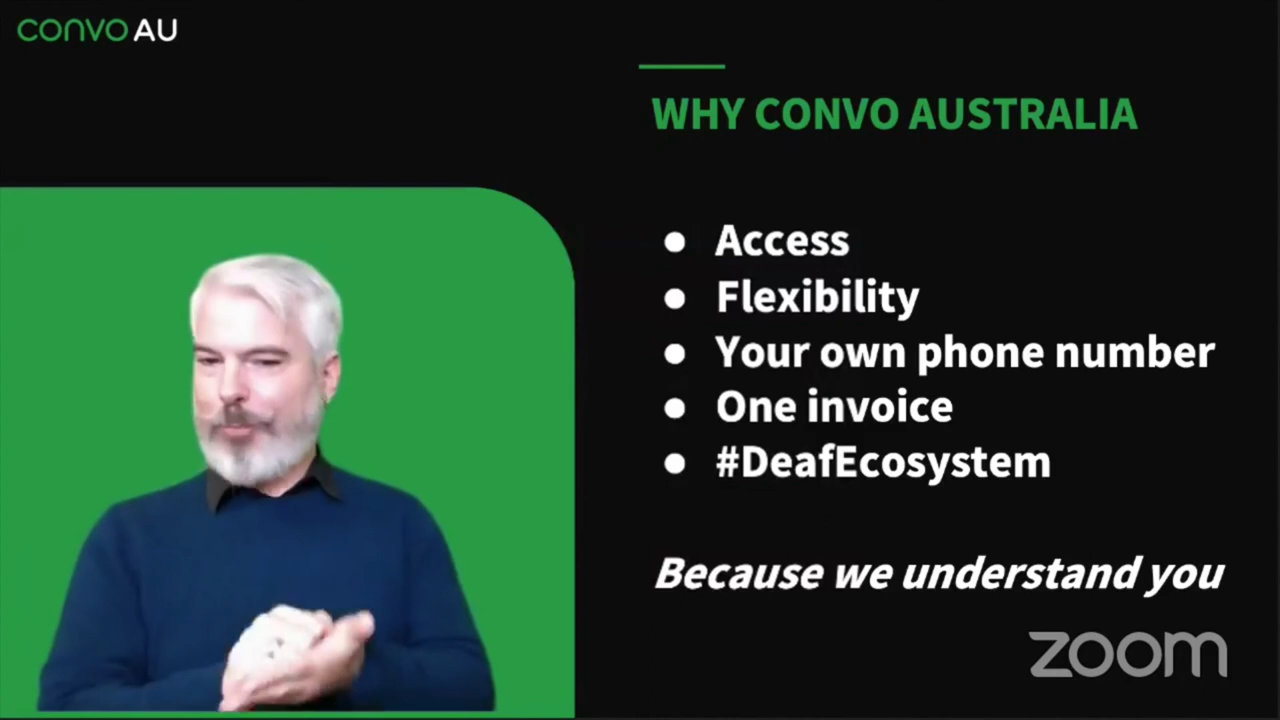 convo AU
WHY CONVO AUSTRALIA
● Access
● Flexibility
● Your own phone number
● One invoice
● #DeafEcosystem
Because we understand you
zoom